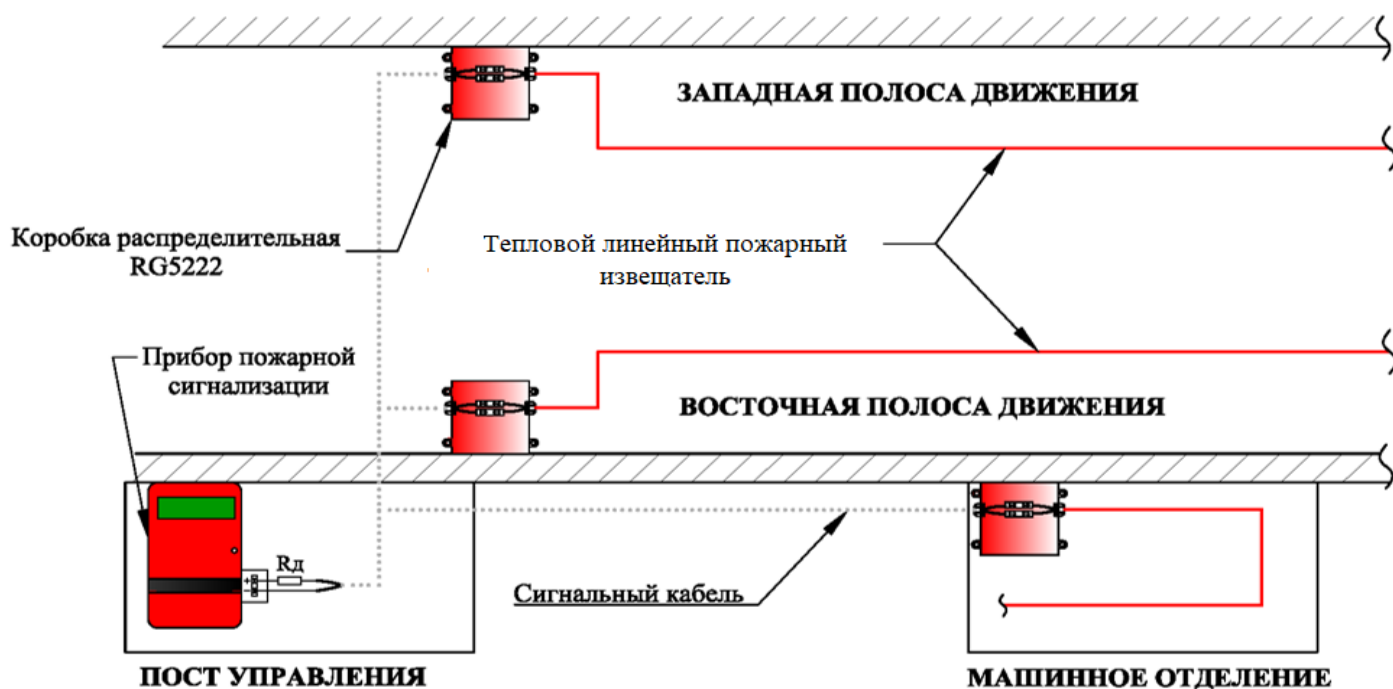 ЗАПАДНАЯ ПОЛОСА ДВИЖЕНИЯ
Коробка распределительная
RG5222
Тепловой линейный пожарный
извещатель
Прибор пожарной
сигнализации
ВОСТОЧНАЯ ПОЛОСА ДВИЖЕНИЯ
Rд
+
-
Сигнальный кабель
ПОСТ УПРАВЛЕНИЯ
МАШИННОЕ ОТДЕЛЕНИЕ